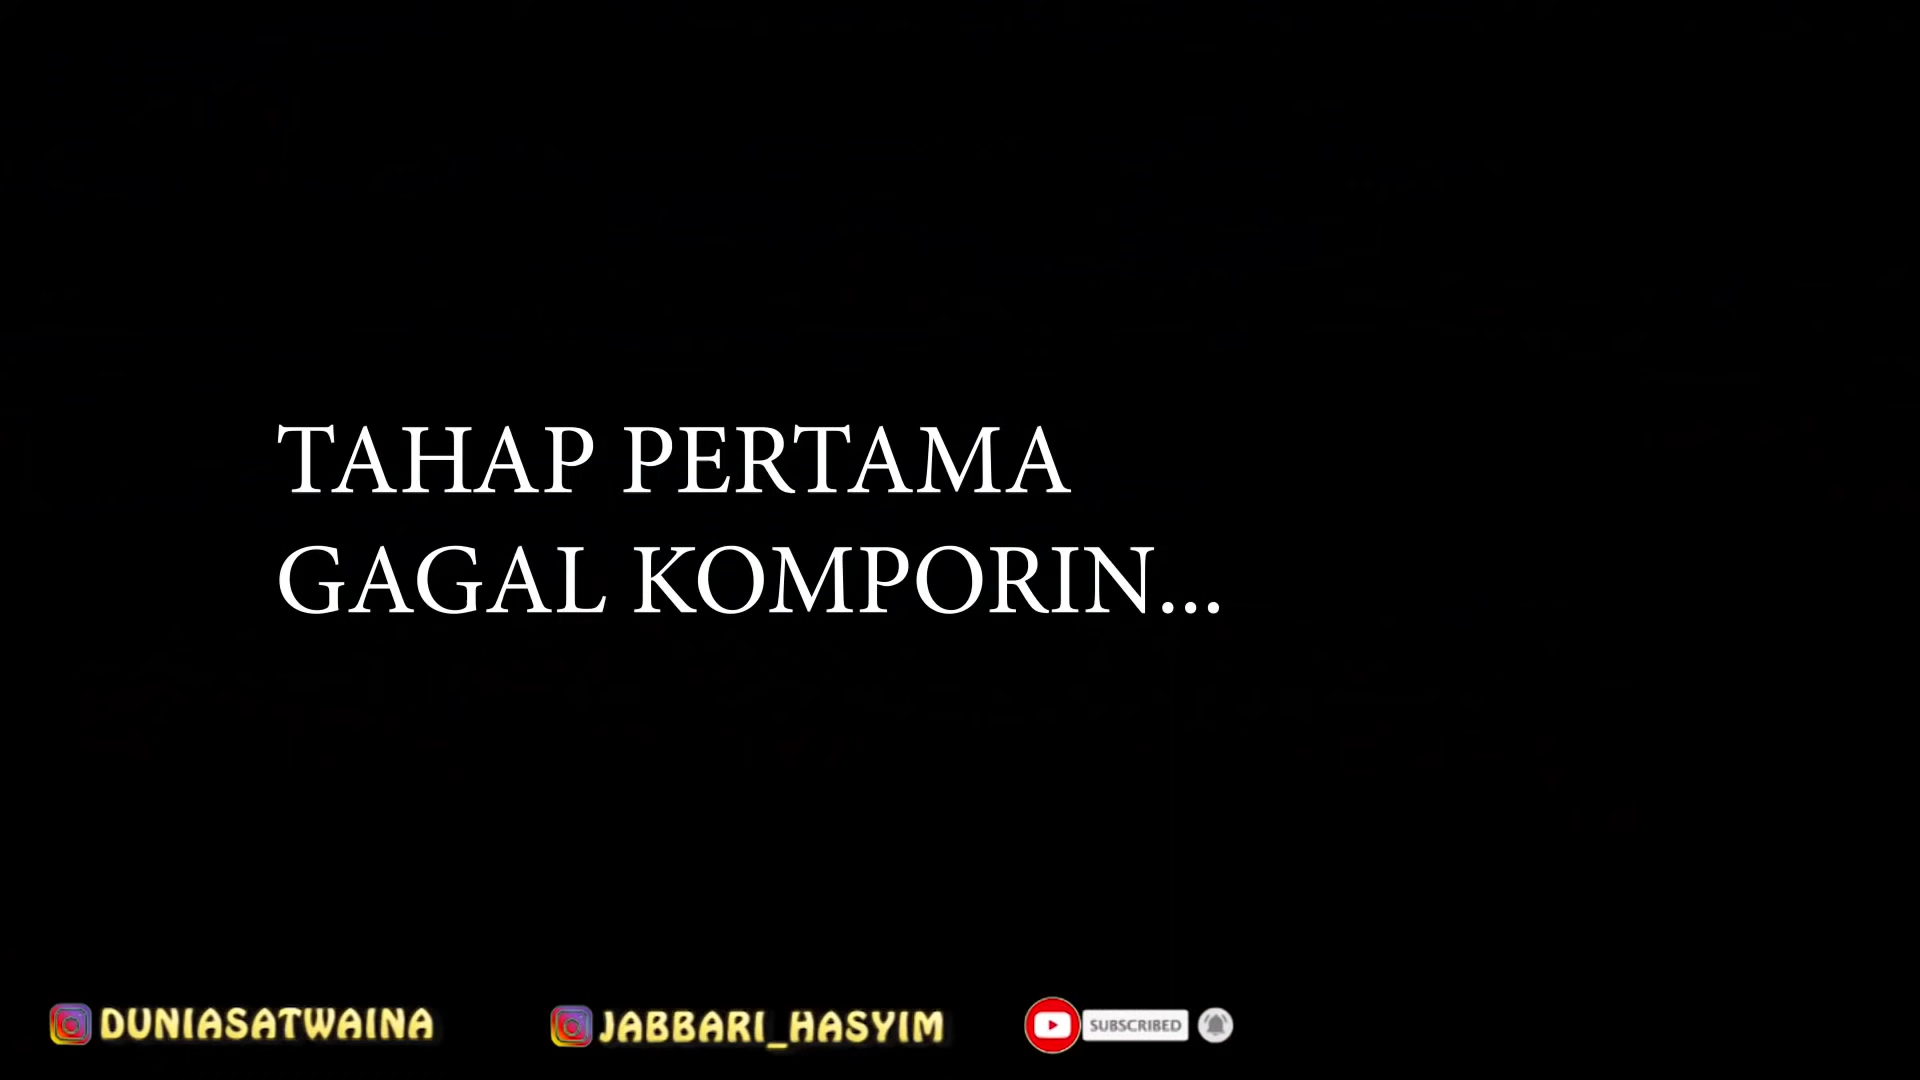 TAHAP PERTAMA
GAGAL KOMPORIN...
DUNIASATWAINA
JABBARI_HASYIM
SUBSCRIBED